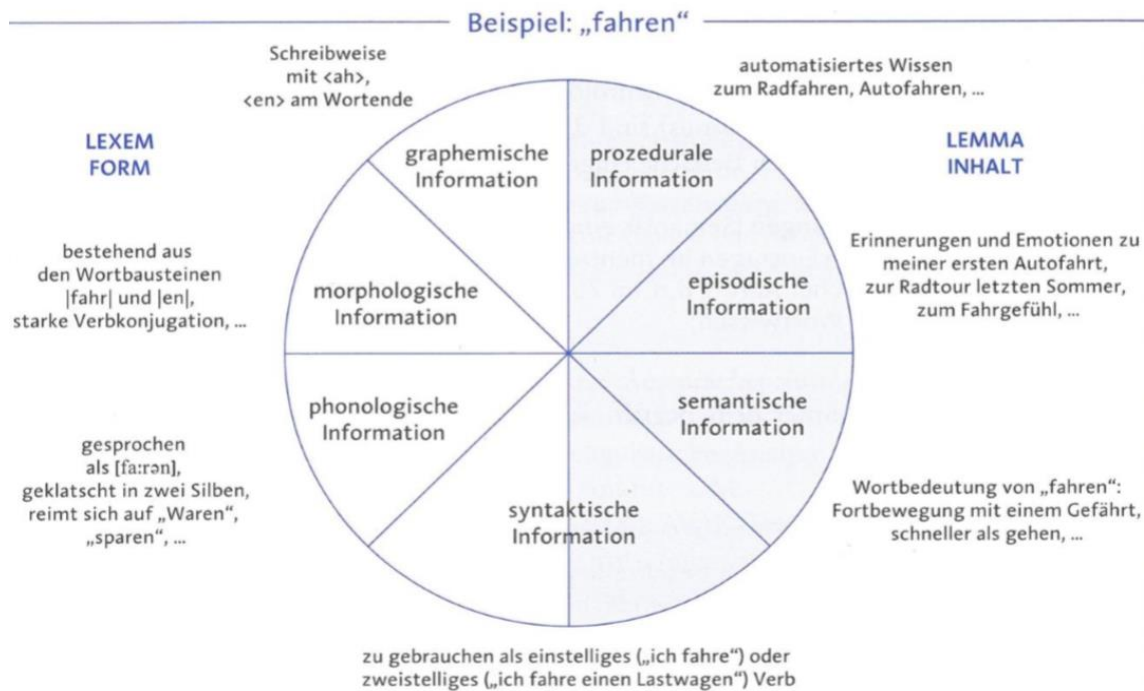 Beispiel: „fahren“
Schreibweise
mit <ah>,
<en> am Wortende
automatisiertes Wissen
zum Radfahren, Autofahren, ...
LEXEM
FORM
LEMMA
INHALT
graphemische
Information
prozedurale
Information
bestehend aus
den Wortbausteinen
|fahr| und |en|,
starke Verbkonjugation, ...
morphologische
Information
episodische
Information
Erinnerungen und Emotionen zu
meiner ersten Autofahrt,
zur Radtour letzten Sommer,
zum Fahrgefühl, ...
phonologische
Information
semantische
Information
gesprochen
als [fa:rən],
geklatscht in zwei Silben,
reimt sich auf „Waren“,
„sparen“, ...
syntaktische
Information
Wortbedeutung von „fahren“:
Fortbewegung mit einem Gefährt,
schneller als gehen, ...
zu gebrauchen als einstelliges („ich fahre“) oder
zweistelliges („ich fahre einen Lastwagen“) Verb